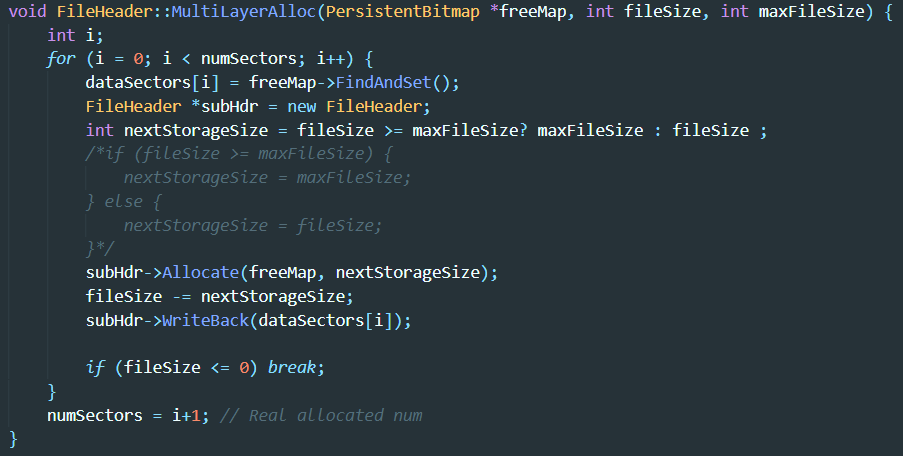 void FileHeader::MultiLayerAlloc(PersistentBitmap *freeMap, int fileSize, int maxFileSize) {
    int i;
    for (i = 0; i < numSectors; i++) {
        dataSectors[i] = freeMap->FindAndSet();
        FileHeader *subHdr = new FileHeader;
        int nextStorageSize = fileSize >= maxFileSize? maxFileSize : fileSize ;
        /*if (fileSize >= maxFileSize) {
            nextStorageSize = maxFileSize;
        } else {
            nextStorageSize = fileSize;
        }*/
        subHdr->Allocate(freeMap, nextStorageSize);
        fileSize -= nextStorageSize;
        subHdr->WriteBack(dataSectors[i]);

        if (fileSize <= 0) break;
    }
    numSectors = i+1; // Real allocated num
}